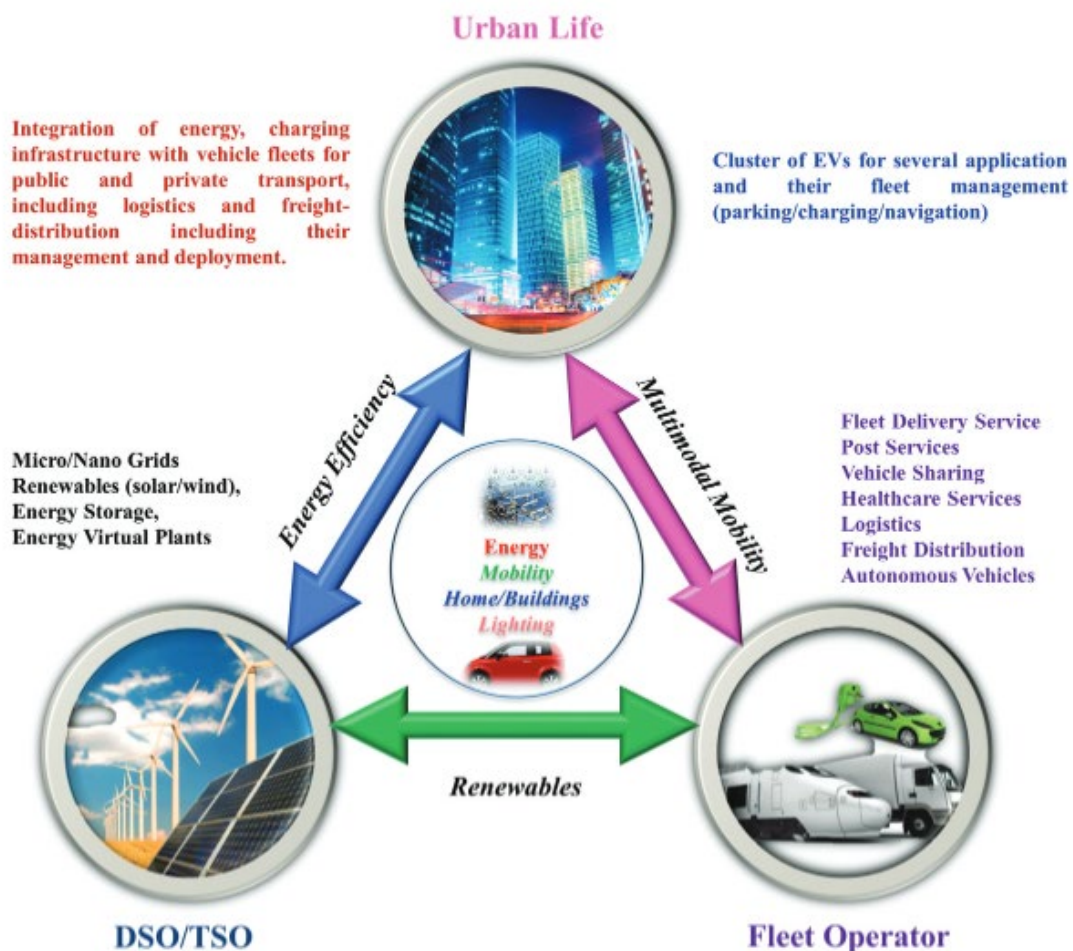 Urban Life
Integration of energy, charging
infrastructure with vehicle fleets for
public and private transport,
including logistics and freight-
distribution including their
management and deployment.
Cluster of EVs for several application
and their fleet management
(parking/charging/navigation)
Energy Efficiency
Multimodal Mobility
Micro/Nano Grids
Renewables (solar/wind),
Energy Storage,
Energy Virtual Plants
Fleet Delivery Service
Post Services
Vehicle Sharing
Healthcare Services
Logistics
Freight Distribution
Autonomous Vehicles
Energy
Mobility
Home/Buildings
Lighting
Renewables
DSO/TSO
Fleet Operator